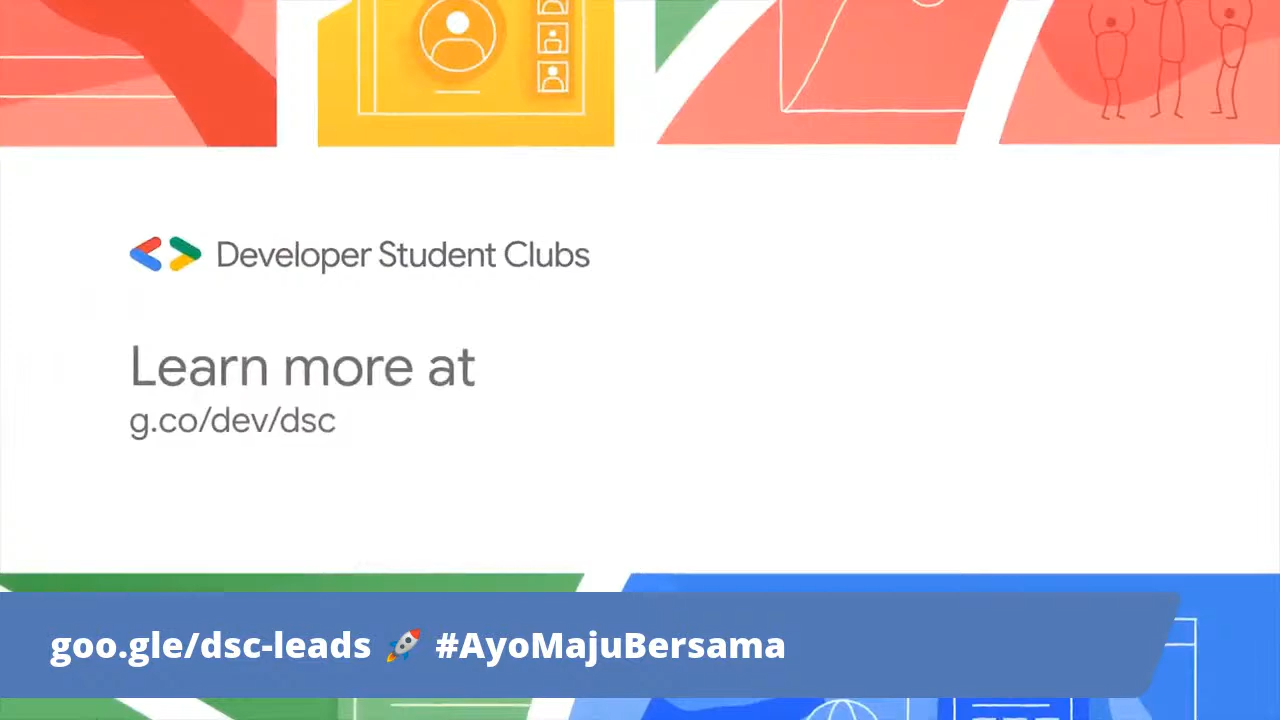 Developer Student Clubs
Learn more at
g.co/dev/dsc
goo.gle/dsc-leads 🚀 #AyoMajuBersama